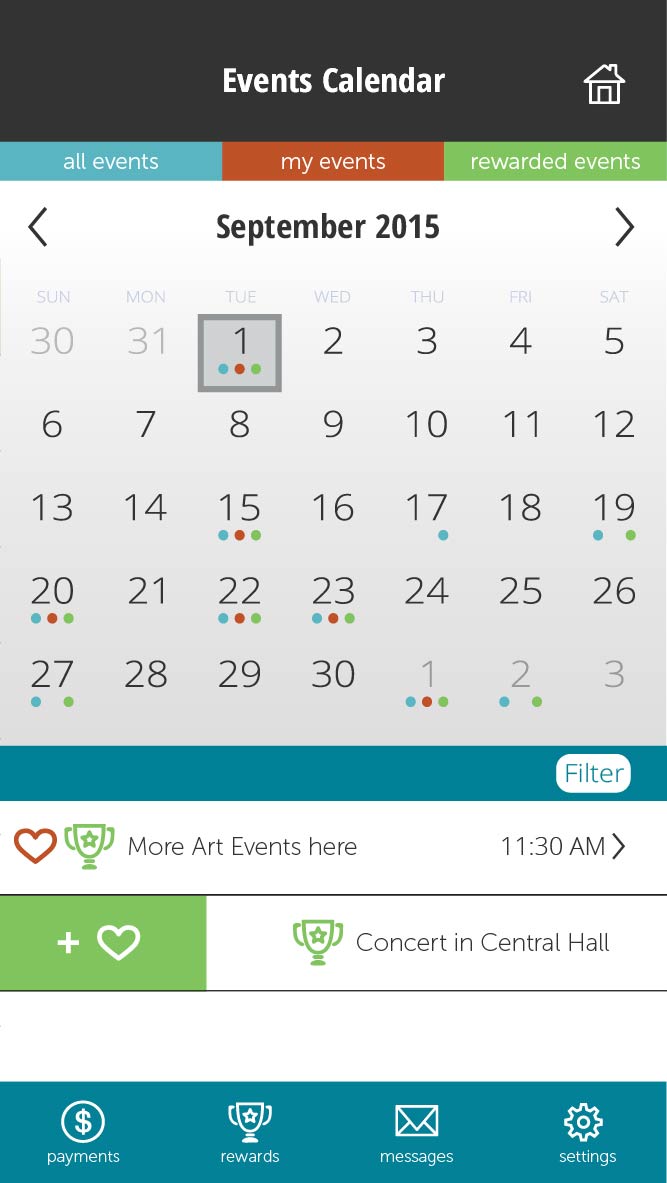 Events Calendar
all events my events rewarded events
September 2015
SUN MON TUE WED THU FRI SAT
30 31 1 2 3 4 5
6 7 8 9 10 11 12
13 14 15 16 17 18 19
20 21 22 23 24 25 26
27 28 29 30 1 2 3
Filter
More Art Events here 11:30 AM
+ Concert in Central Hall
$
payments rewards messages settings